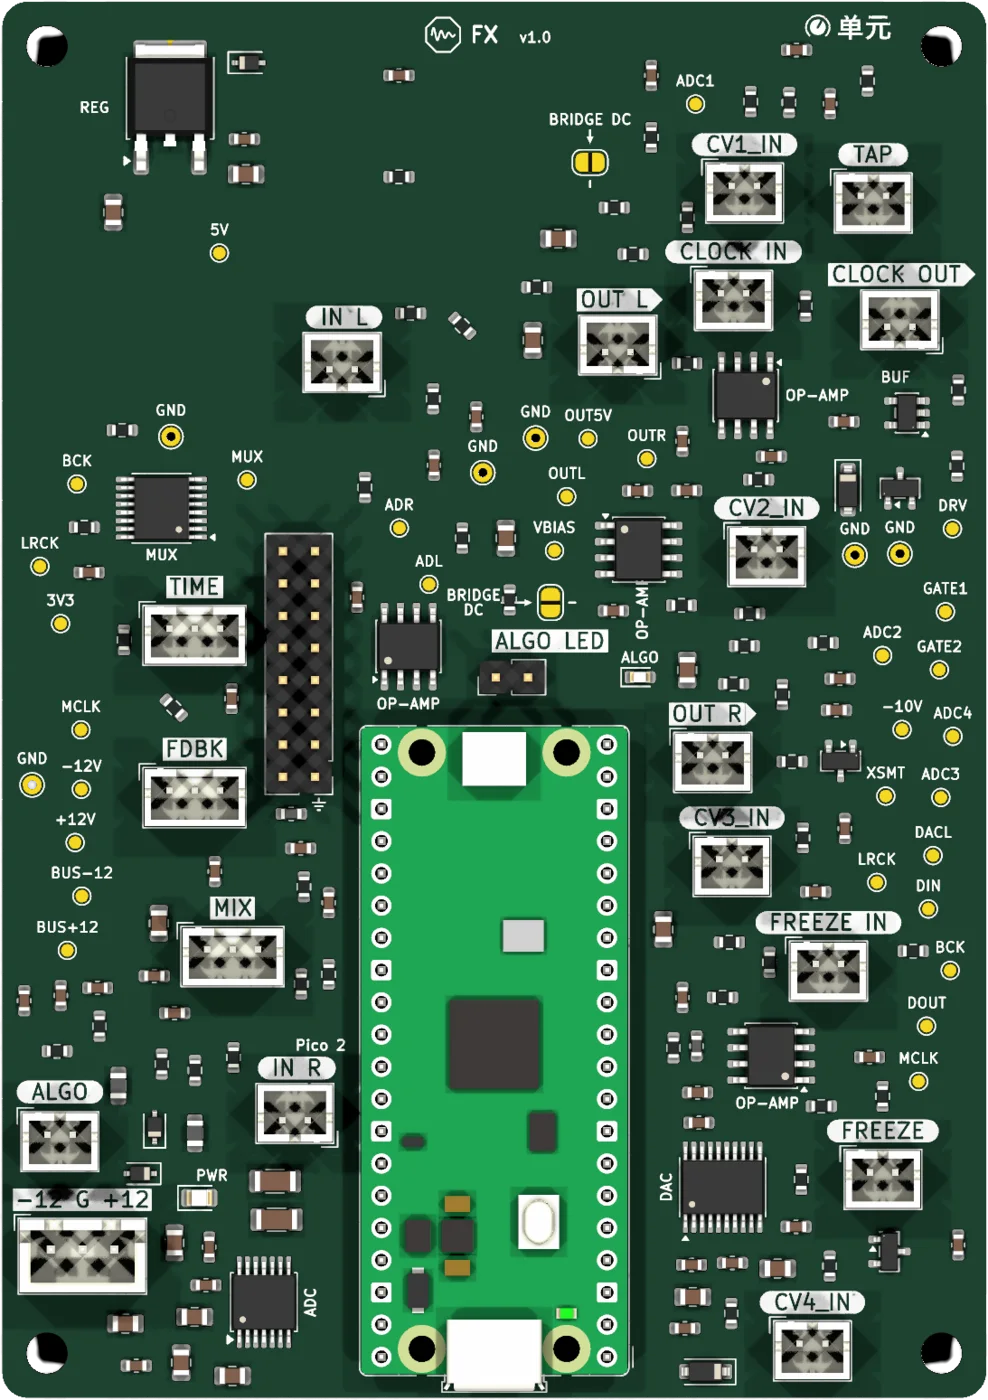 FX v1.0
单元
REG
ADC1
BRIDGE DC
CV1_IN
TAP
5V
CLOCK IN
CLOCK OUT
OUT L
IN L
OP-AMP
BUF
GND
GND
OUT5V
OUTR
BCK
MUX
GND
OUTL
ADR
CV2_IN
DRV
MUX
VBIAS
GND
GND
LRCK
ADL
TIME
BRIDGE
DC
OP-AMP
GATE1
3V3
ALGO LED
ADC2
GATE2
ALGO
OP-AMP
MCLK
OUT R
-10V
ADC4
FDBK
GND
-12V
XSMT
ADC3
+12V
CV3_IN
DACL
BUS-12
LRCK
DIN
MIX
BUS+12
FREEZE IN
BCK
DOUT
Pico 2
IN R
MCLK
ALGO
OP-AMP
FREEZE
PWR
DAC
-12 G +12
ADC
CV4_IN